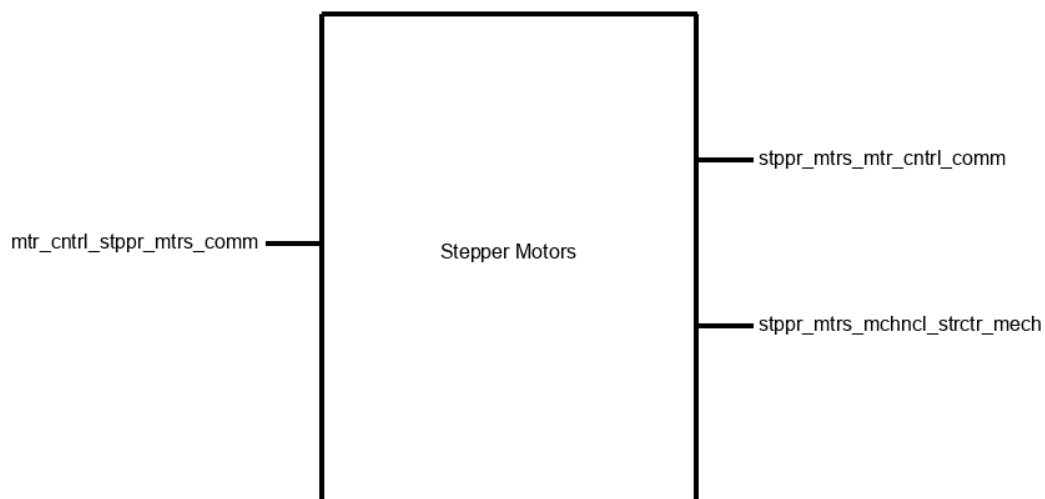 stppr_mtrs_mtr_cntrl_comm
mtr_cntrl_stppr_mtrs_comm
Stepper Motors
stppr_mtrs_mchncl_strctr_mech